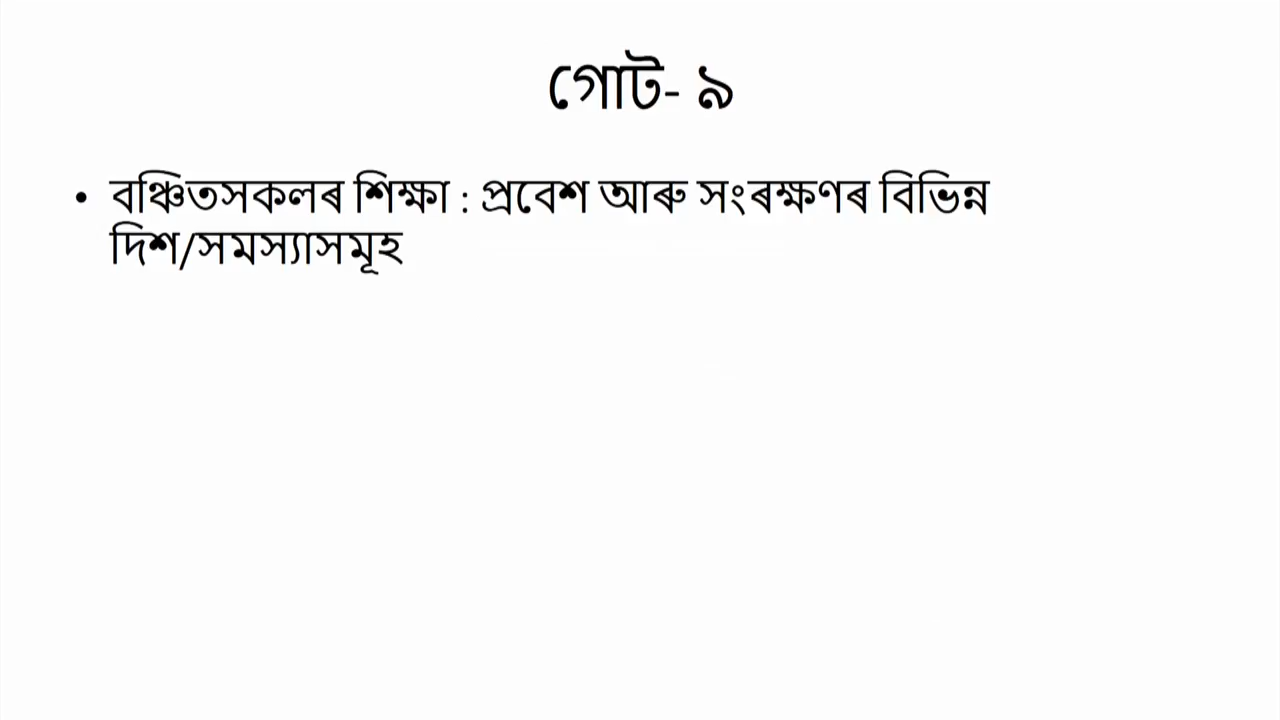 গোট- ৯
• বঞ্চিতসকলৰ শিক্ষা : প্ৰবেশ আৰু সংৰক্ষণৰ বিভিন্ন
দিশ/সমস্যাসমূহ